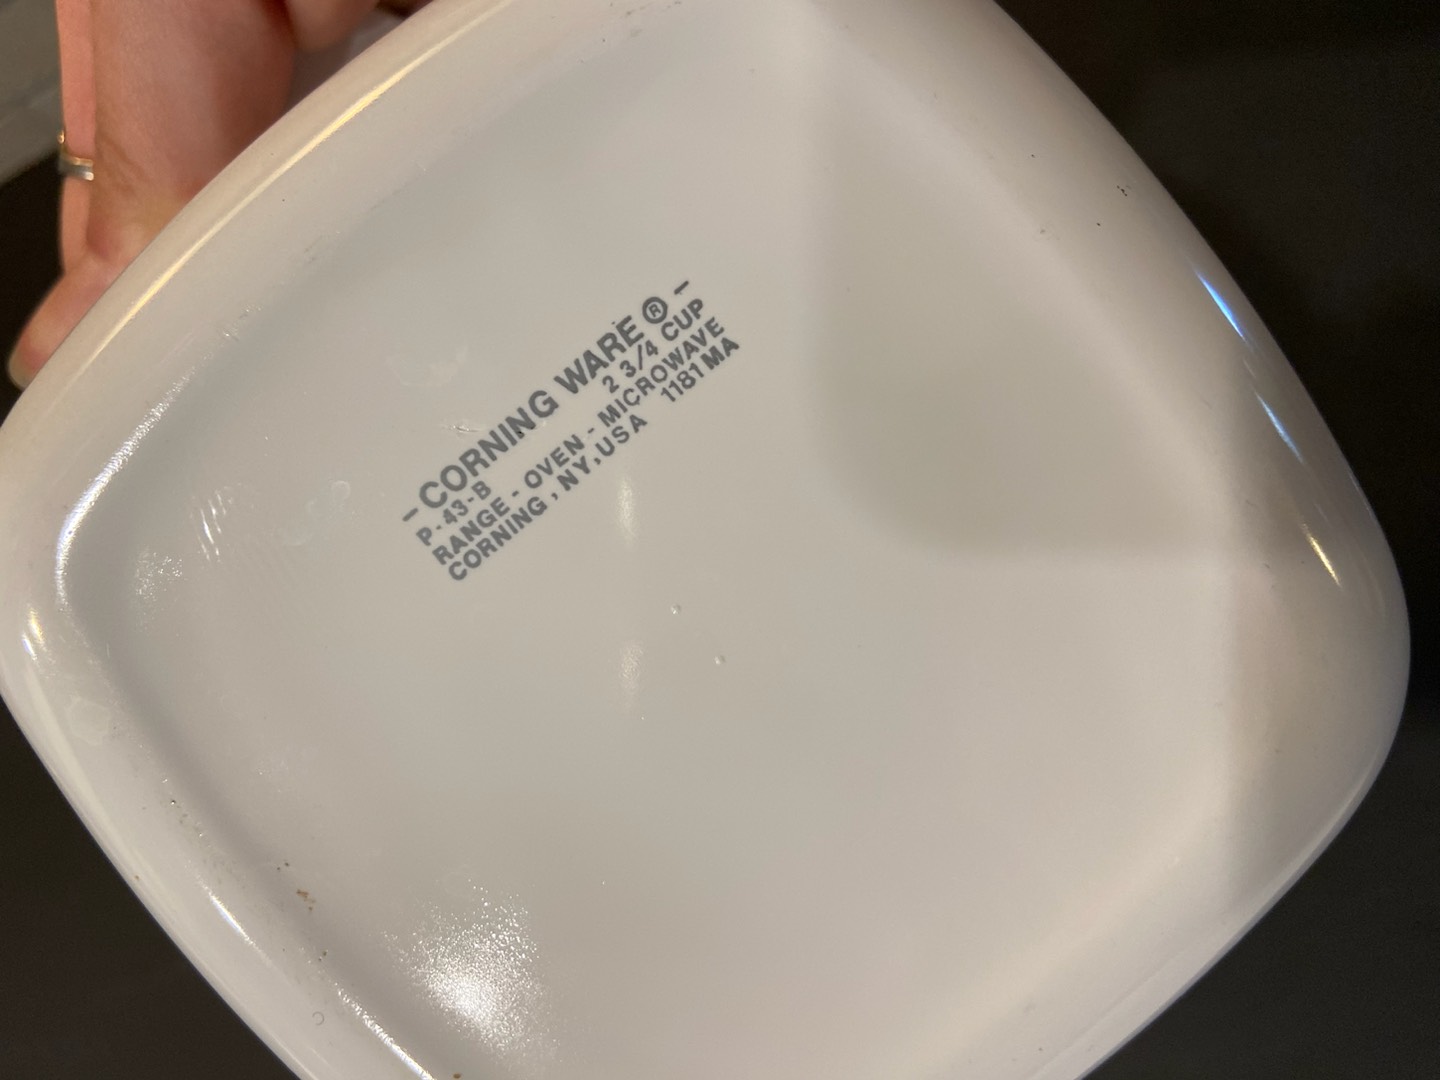 - CORNING WARE ® -
P-43-B 2 3/4 CUP
RANGE - OVEN - MICROWAVE
CORNING, NY, USA 1181 MA